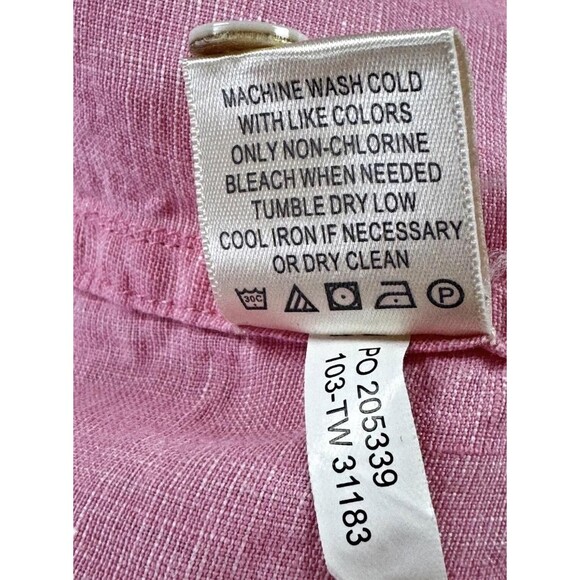 MACHINE WASH COLD
WITH LIKE COLORS
ONLY NON-CHLORINE
BLEACH WHEN NEEDED
TUMBLE DRY LOW
COOL IRON IF NECESSARY
OR DRY CLEAN
30C P
PO 205339
103-TW 31183